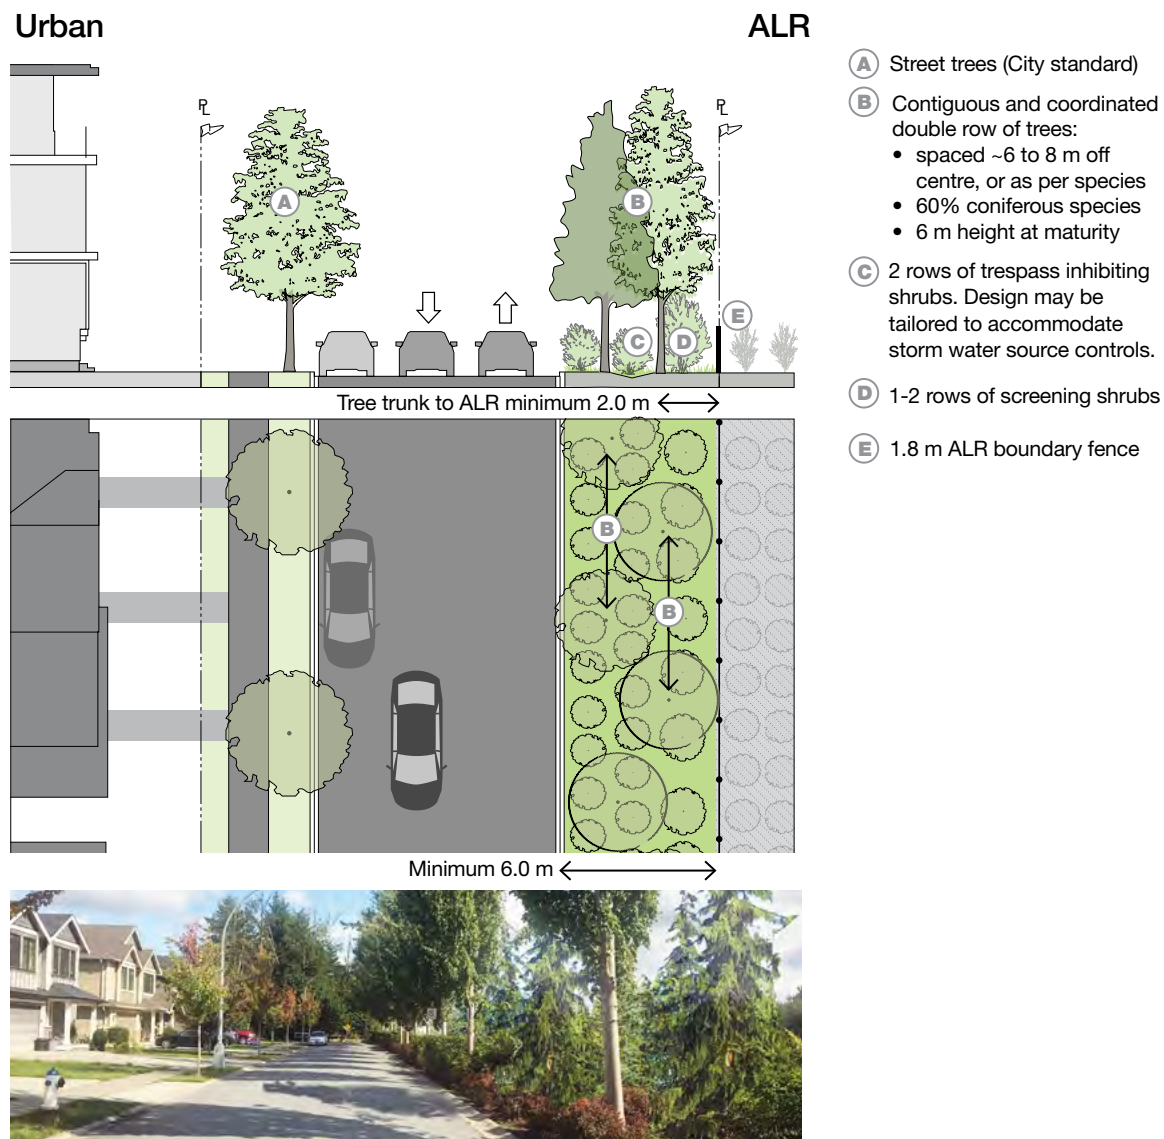 Urban
ALR
PL
PL
A
B
C
D
E
Tree trunk to ALR minimum 2.0 m
B
B
Minimum 6.0 m
A Street trees (City standard)
B Contiguous and coordinated
double row of trees:
• spaced ~6 to 8 m off
centre, or as per species
• 60% coniferous species
• 6 m height at maturity
C 2 rows of trespass inhibiting
shrubs. Design may be
tailored to accommodate
storm water source controls.
D 1-2 rows of screening shrubs
E 1.8 m ALR boundary fence